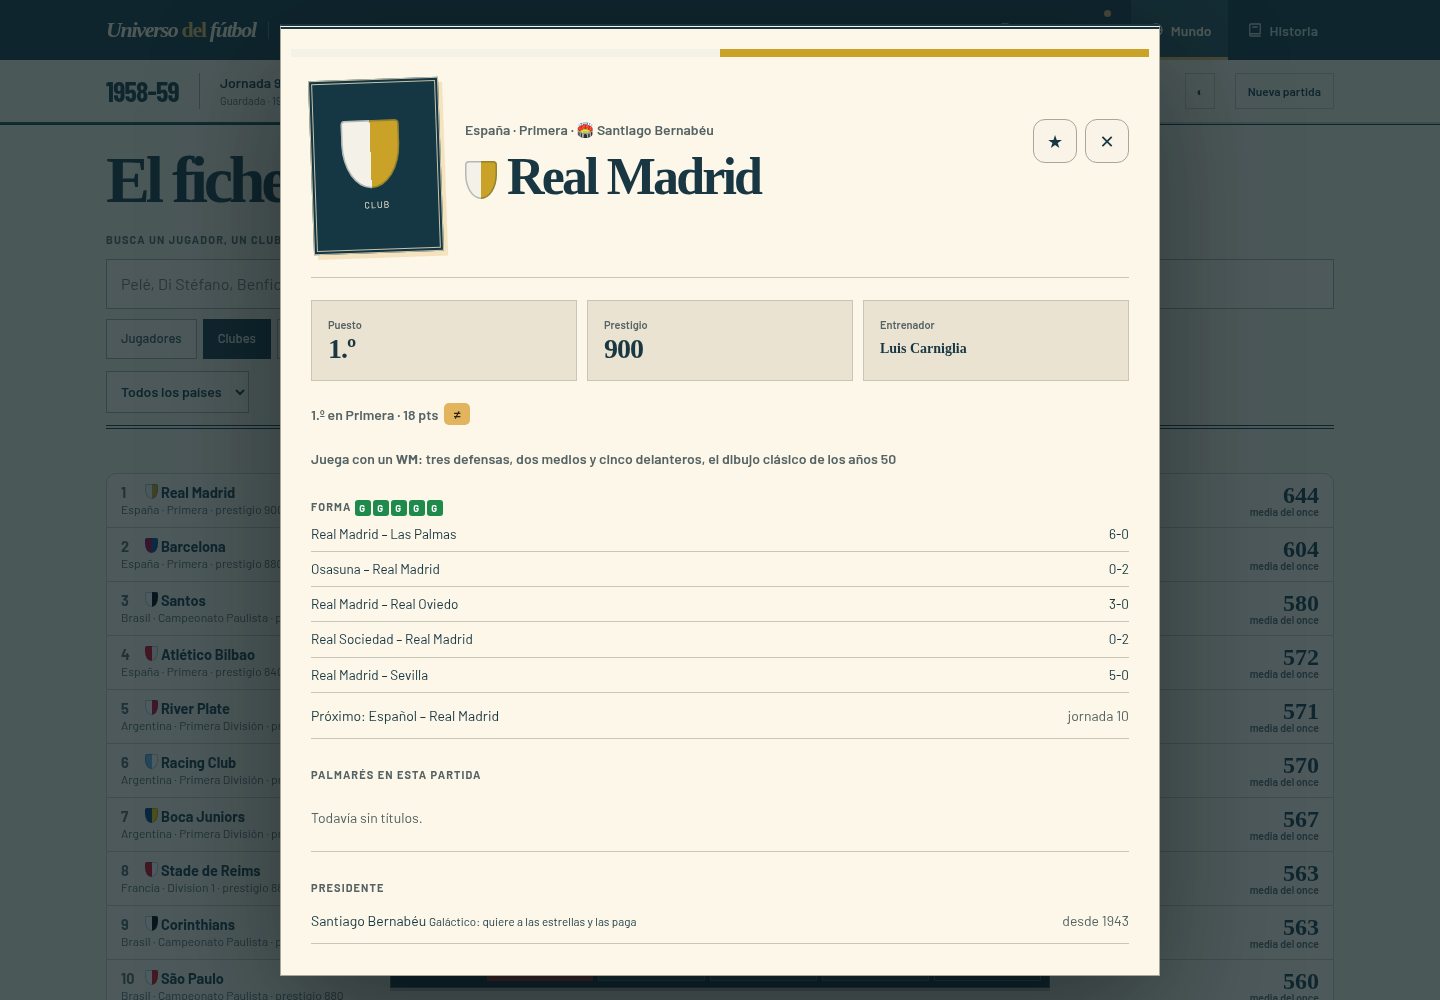 Universo del fútbol
Mundo
Historia
1958-59
Jornada 9
Guardada · 19
Nueva partida
El fiche
BUSCA UN JUGADOR, UN CLUB
Pelé, Di Stéfano, Benfic
Jugadores
Clubes
Todos los países
1 Real Madrid
España · Primera · prestigio 900
644
media del once
2 Barcelona
España · Primera · prestigio 880
604
media del once
3 Santos
Brasil · Campeonato Paulista · p
580
media del once
4 Atlético Bilbao
España · Primera · prestigio 840
572
media del once
5 River Plate
Argentina · Primera División · pr
571
media del once
6 Racing Club
Argentina · Primera División · pr
570
media del once
7 Boca Juniors
Argentina · Primera División · pr
567
media del once
8 Stade de Reims
Francia · Division 1 · prestigio 8
563
media del once
9 Corinthians
Brasil · Campeonato Paulista · p
563
media del once
10 São Paulo
Brasil · Campeonato Paulista · prestigio 880
560
media del once
CLUB
España · Primera · Santiago Bernabéu
Real Madrid
★ ✕
Puesto
1.º
Prestigio
900
Entrenador
Luis Carniglia
1.º en Primera · 18 pts ≠
Juega con un WM: tres defensas, dos medios y cinco delanteros, el dibujo clásico de los años 50
FORMA G G G G G
Real Madrid – Las Palmas 6-0
Osasuna – Real Madrid 0-2
Real Madrid – Real Oviedo 3-0
Real Sociedad – Real Madrid 0-2
Real Madrid – Sevilla 5-0
Próximo: Español – Real Madrid jornada 10
PALMARÉS EN ESTA PARTIDA
Todavía sin títulos.
PRESIDENTE
Santiago Bernabéu Galáctico: quiere a las estrellas y las paga desde 1943